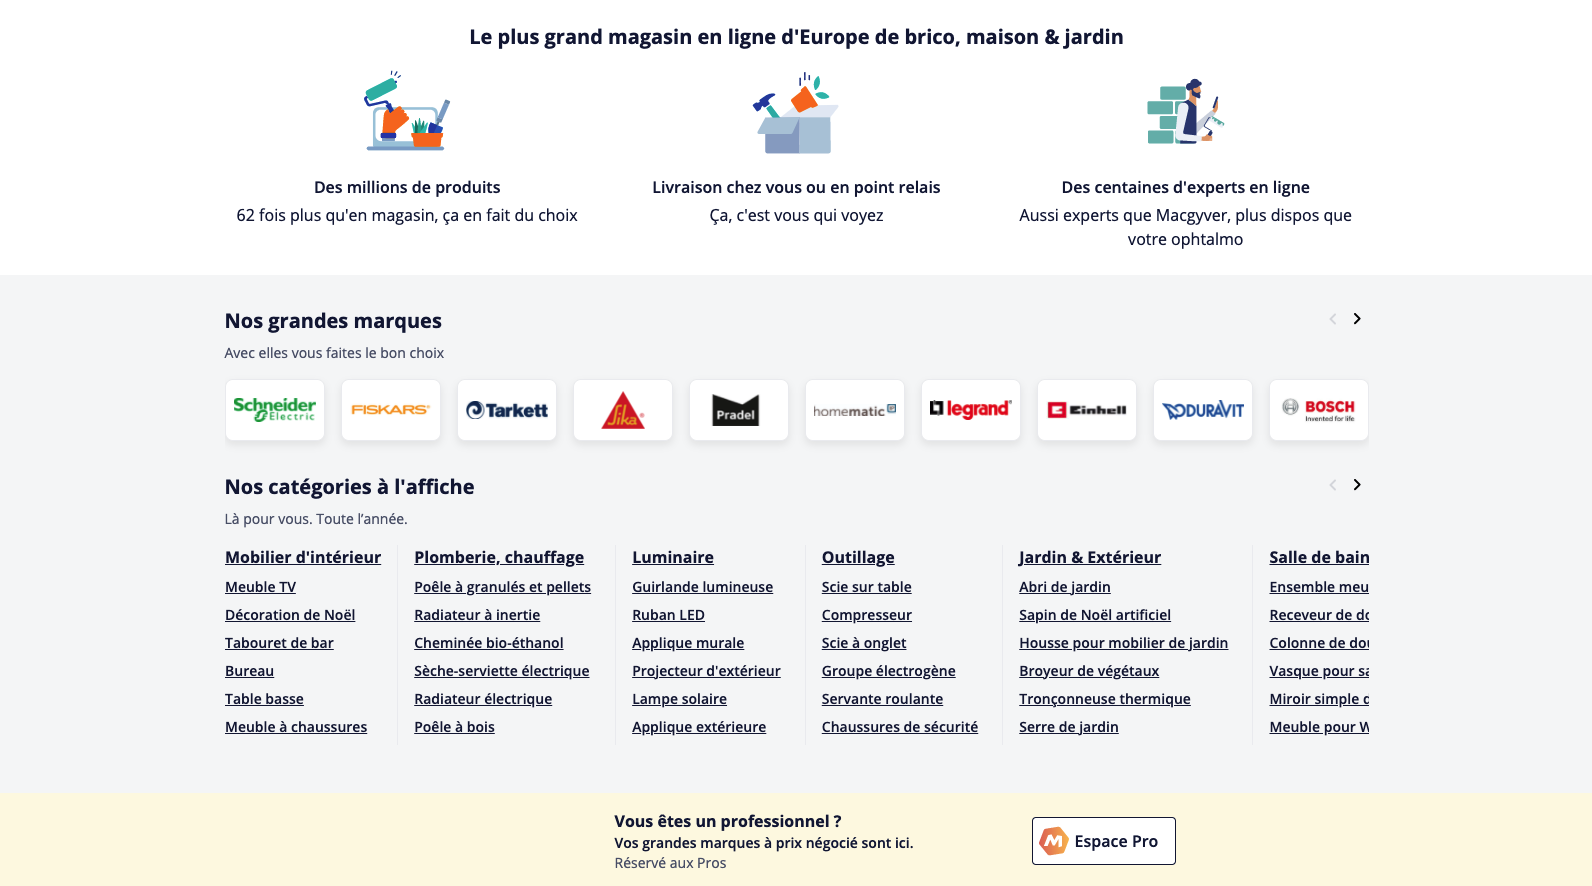 Le plus grand magasin en ligne d'Europe de brico, maison & jardin
Des millions de produits
62 fois plus qu'en magasin, ça en fait du choix
Livraison chez vous ou en point relais
Ça, c'est vous qui voyez
Des centaines d'experts en ligne
Aussi experts que Macgyver, plus dispos que
votre ophtalmo
Nos grandes marques
Avec elles vous faites le bon choix
Schneider
Electric
FISKARS
Tarkett
Sika
Pradel
homematic
legrand
Einhell
DURAVIT
BOSCH
Invented for life
Nos catégories à l'affiche
Là pour vous. Toute l’année.
Mobilier d'intérieur
Meuble TV
Décoration de Noël
Tabouret de bar
Bureau
Table basse
Meuble à chaussures
Plomberie, chauffage
Poêle à granulés et pellets
Radiateur à inertie
Cheminée bio-éthanol
Sèche-serviette électrique
Radiateur électrique
Poêle à bois
Luminaire
Guirlande lumineuse
Ruban LED
Applique murale
Projecteur d'extérieur
Lampe solaire
Applique extérieure
Outillage
Scie sur table
Compresseur
Scie à onglet
Groupe électrogène
Servante roulante
Chaussures de sécurité
Jardin & Extérieur
Abri de jardin
Sapin de Noël artificiel
Housse pour mobilier de jardin
Broyeur de végétaux
Tronçonneuse thermique
Serre de jardin
Salle de bain
Ensemble meu
Receveur de do
Colonne de dou
Vasque pour sa
Miroir simple d
Meuble pour W
Vous êtes un professionnel ?
Vos grandes marques à prix négocié sont ici.
Réservé aux Pros
M Espace Pro